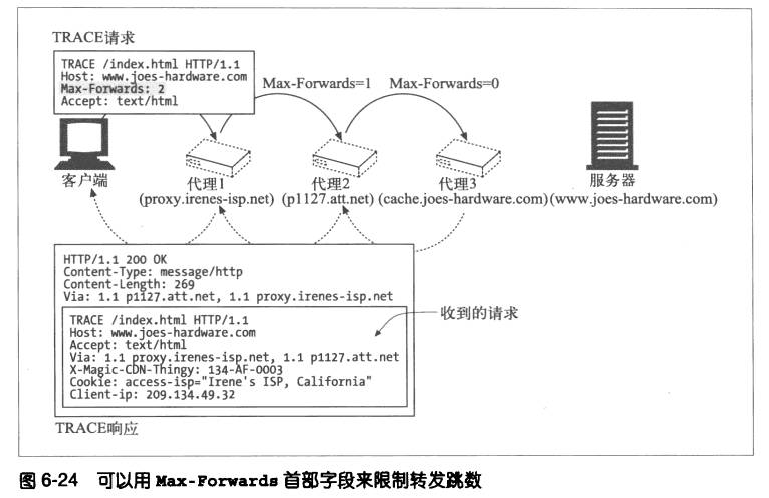 TRACE请求
TRACE /index.html HTTP/1.1
Host: www.joes-hardware.com
Max-Forwards: 2
Accept: text/html
Max-Forwards=1
Max-Forwards=0
客户端
代理1
(proxy.irenes-isp.net)
代理2
(p1127.att.net)
代理3
(cache.joes-hardware.com)
服务器
(www.joes-hardware.com)
HTTP/1.1 200 OK
Content-Type: message/http
Content-Length: 269
Via: 1.1 p1127.att.net, 1.1 proxy.irenes-isp.net
TRACE /index.html HTTP/1.1
Host: www.joes-hardware.com
Accept: text/html
Via: 1.1 proxy.irenes-isp.net, 1.1 p1127.att.net
X-Magic-CDN-Thingy: 134-AF-0003
Cookie: access-isp="Irene's ISP, California"
Client-ip: 209.134.49.32
收到的请求
TRACE响应
图 6-24 可以用 Max-Forwards 首部字段来限制转发跳数